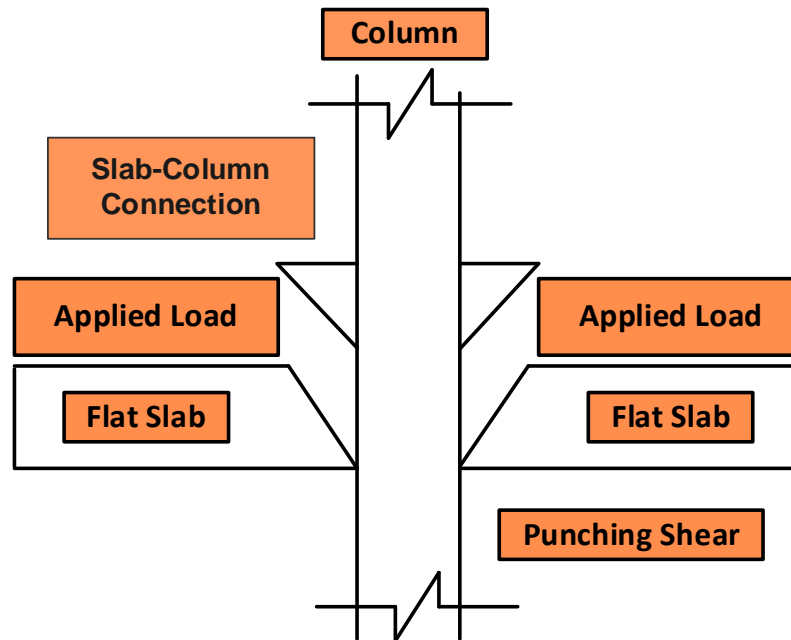 Column
Slab-Column
Connection
Applied Load
Applied Load
Flat Slab
Flat Slab
Punching Shear